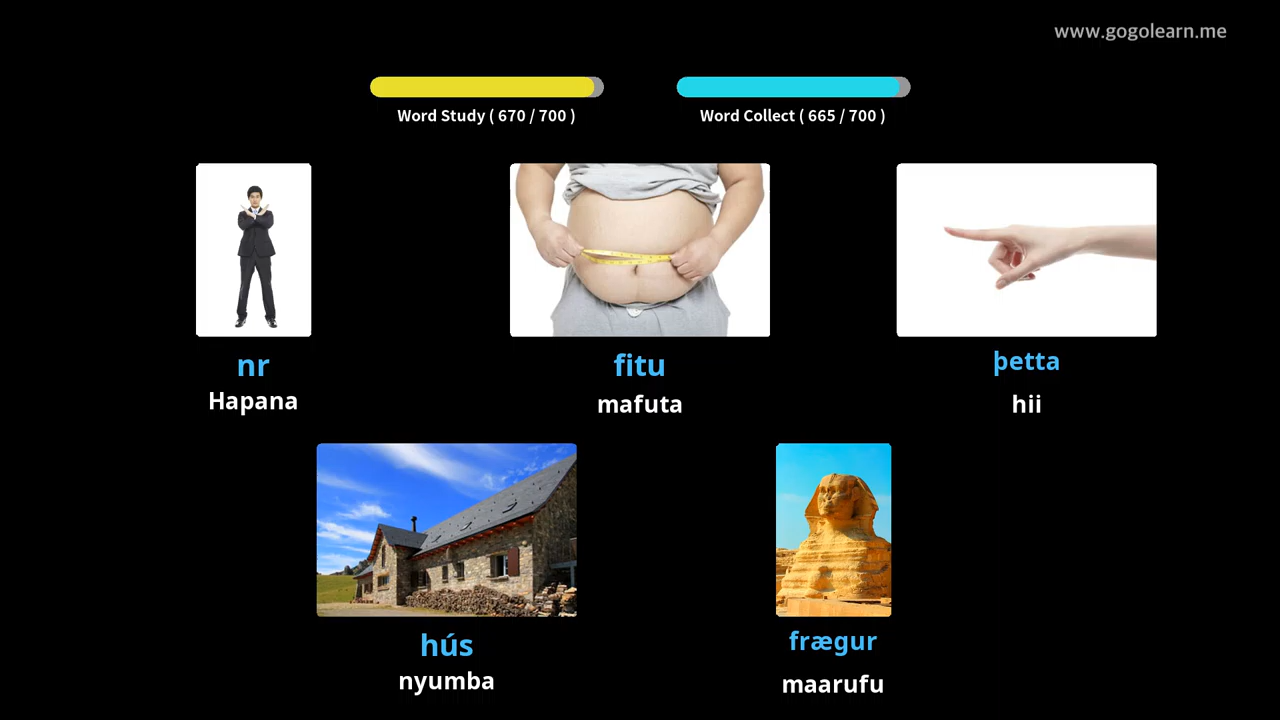 www.gogolearn.me
Word Study ( 670 / 700 )
Word Collect ( 665 / 700 )
nr
Hapana
fitu
mafuta
þetta
hii
hús
nyumba
frægur
maarufu